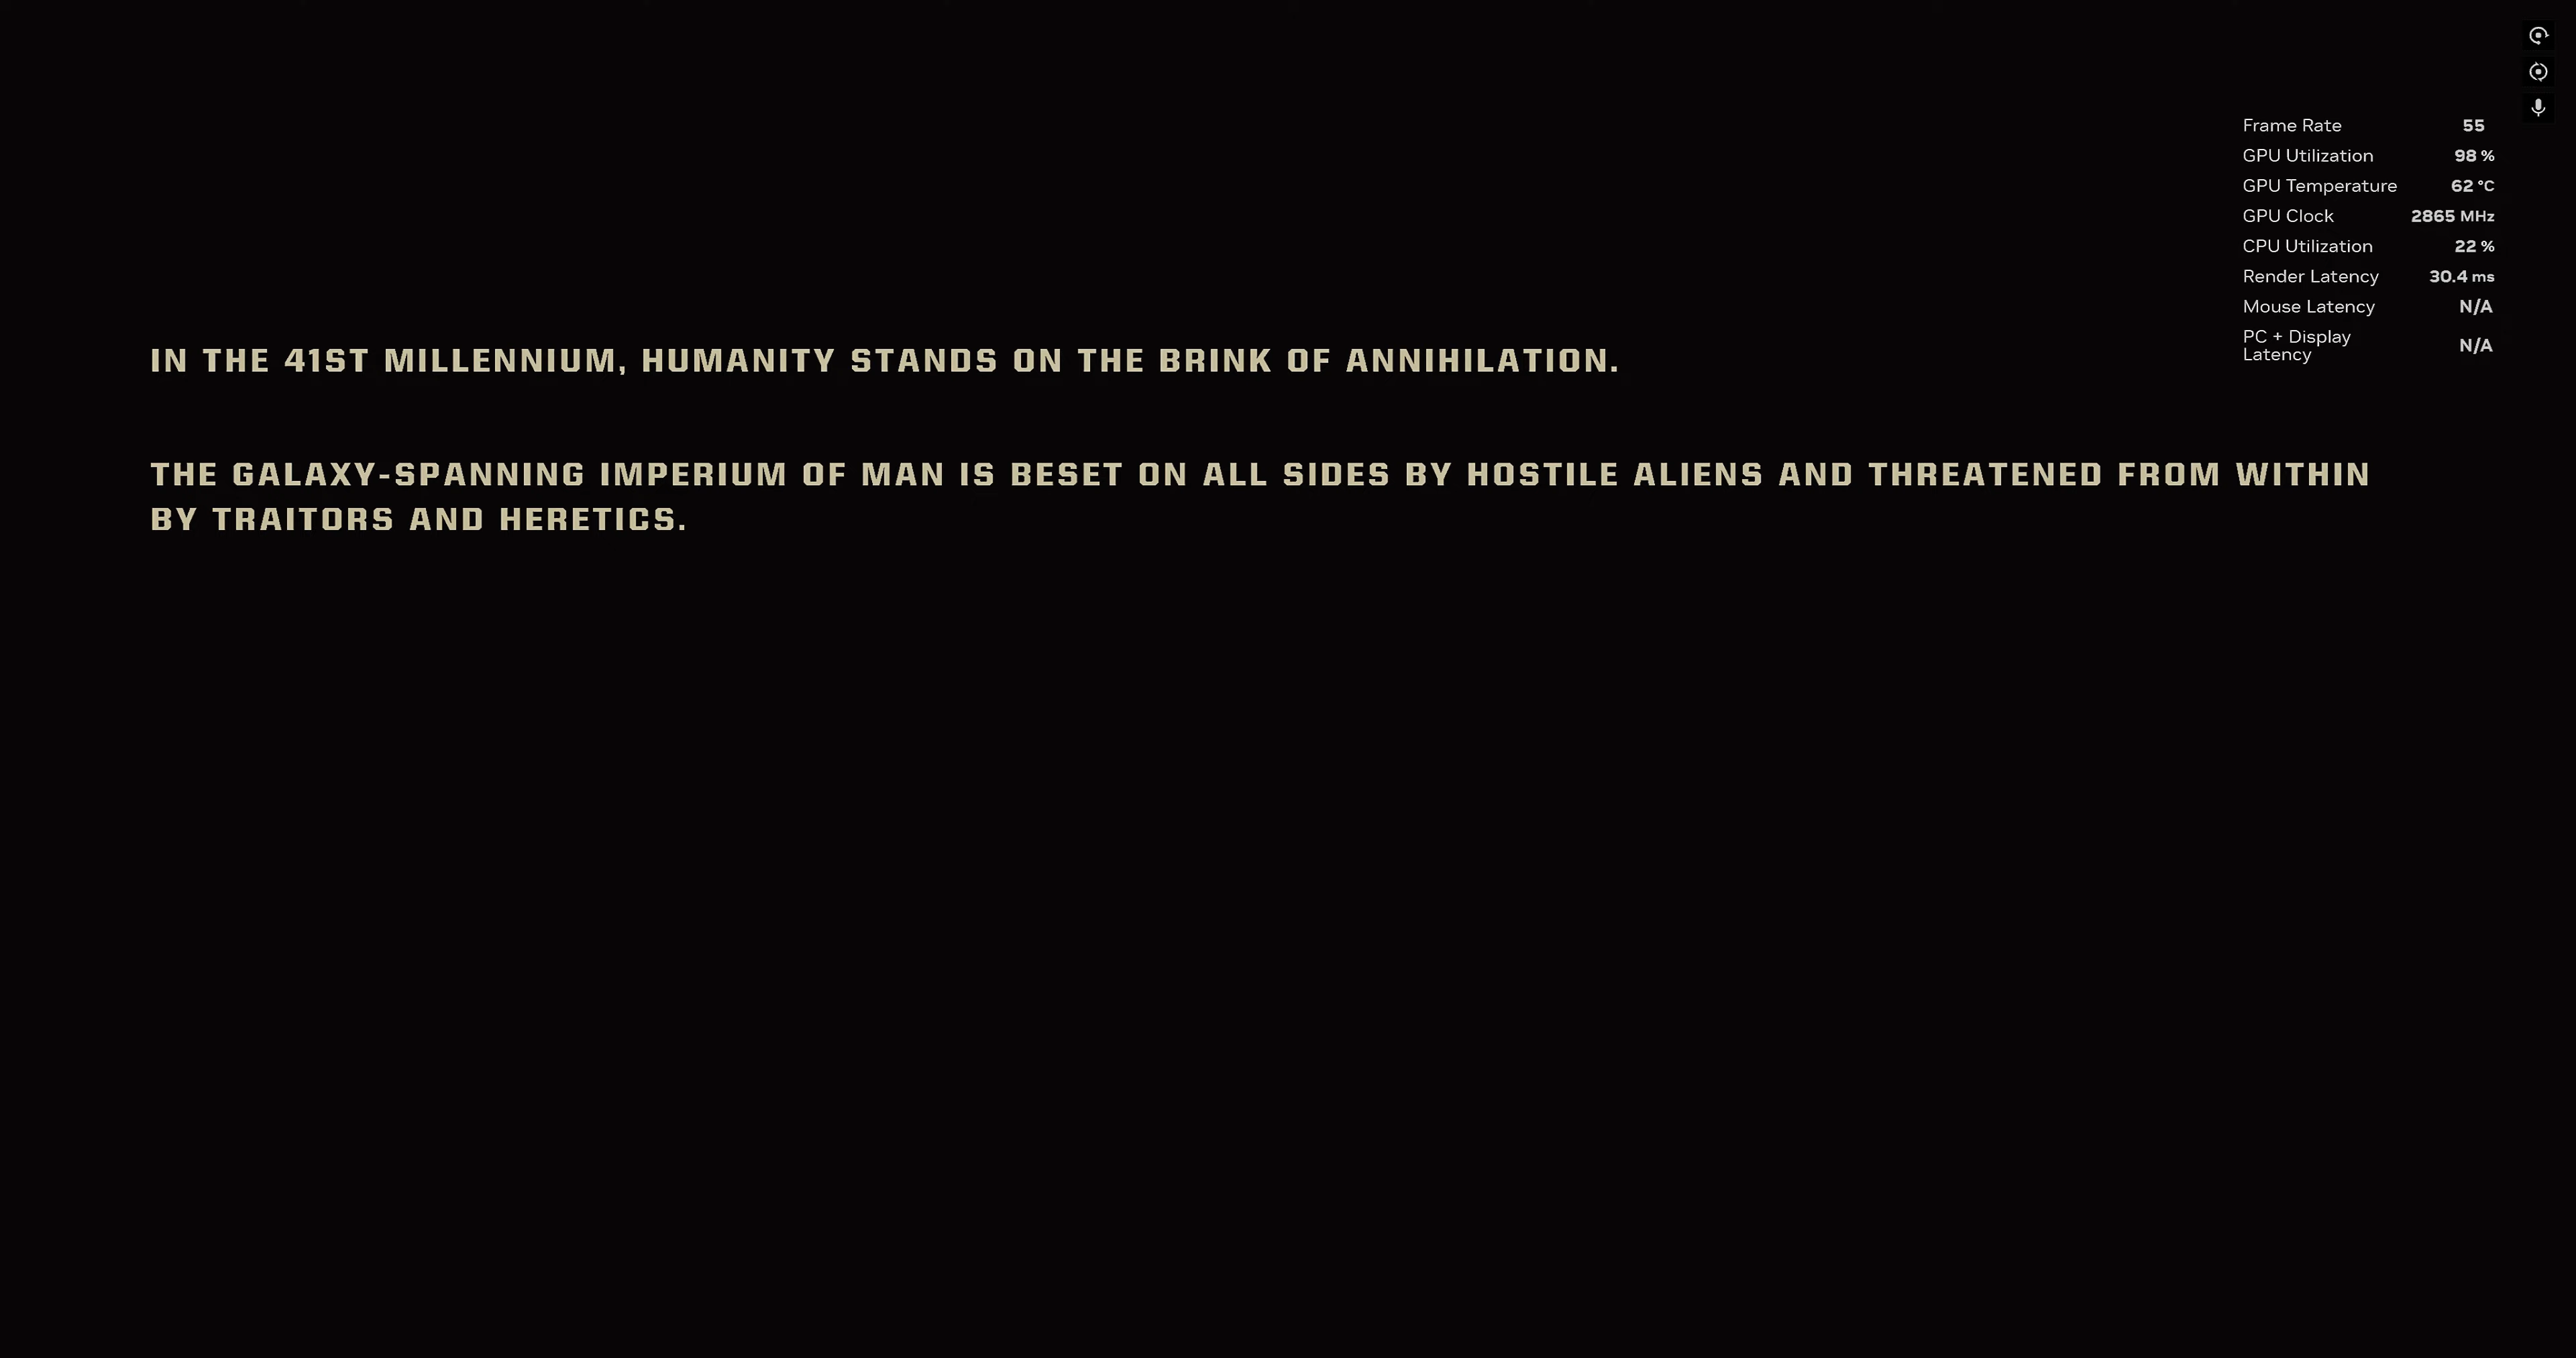 Frame Rate 55
GPU Utilization 98 %
GPU Temperature 62 °C
GPU Clock 2865 MHz
CPU Utilization 22 %
Render Latency 30.4 ms
Mouse Latency N/A
PC + Display
Latency N/A
IN THE 41ST MILLENNIUM, HUMANITY STANDS ON THE BRINK OF ANNIHILATION.
THE GALAXY-SPANNING IMPERIUM OF MAN IS BESET ON ALL SIDES BY HOSTILE ALIENS AND THREATENED FROM WITHIN
BY TRAITORS AND HERETICS.